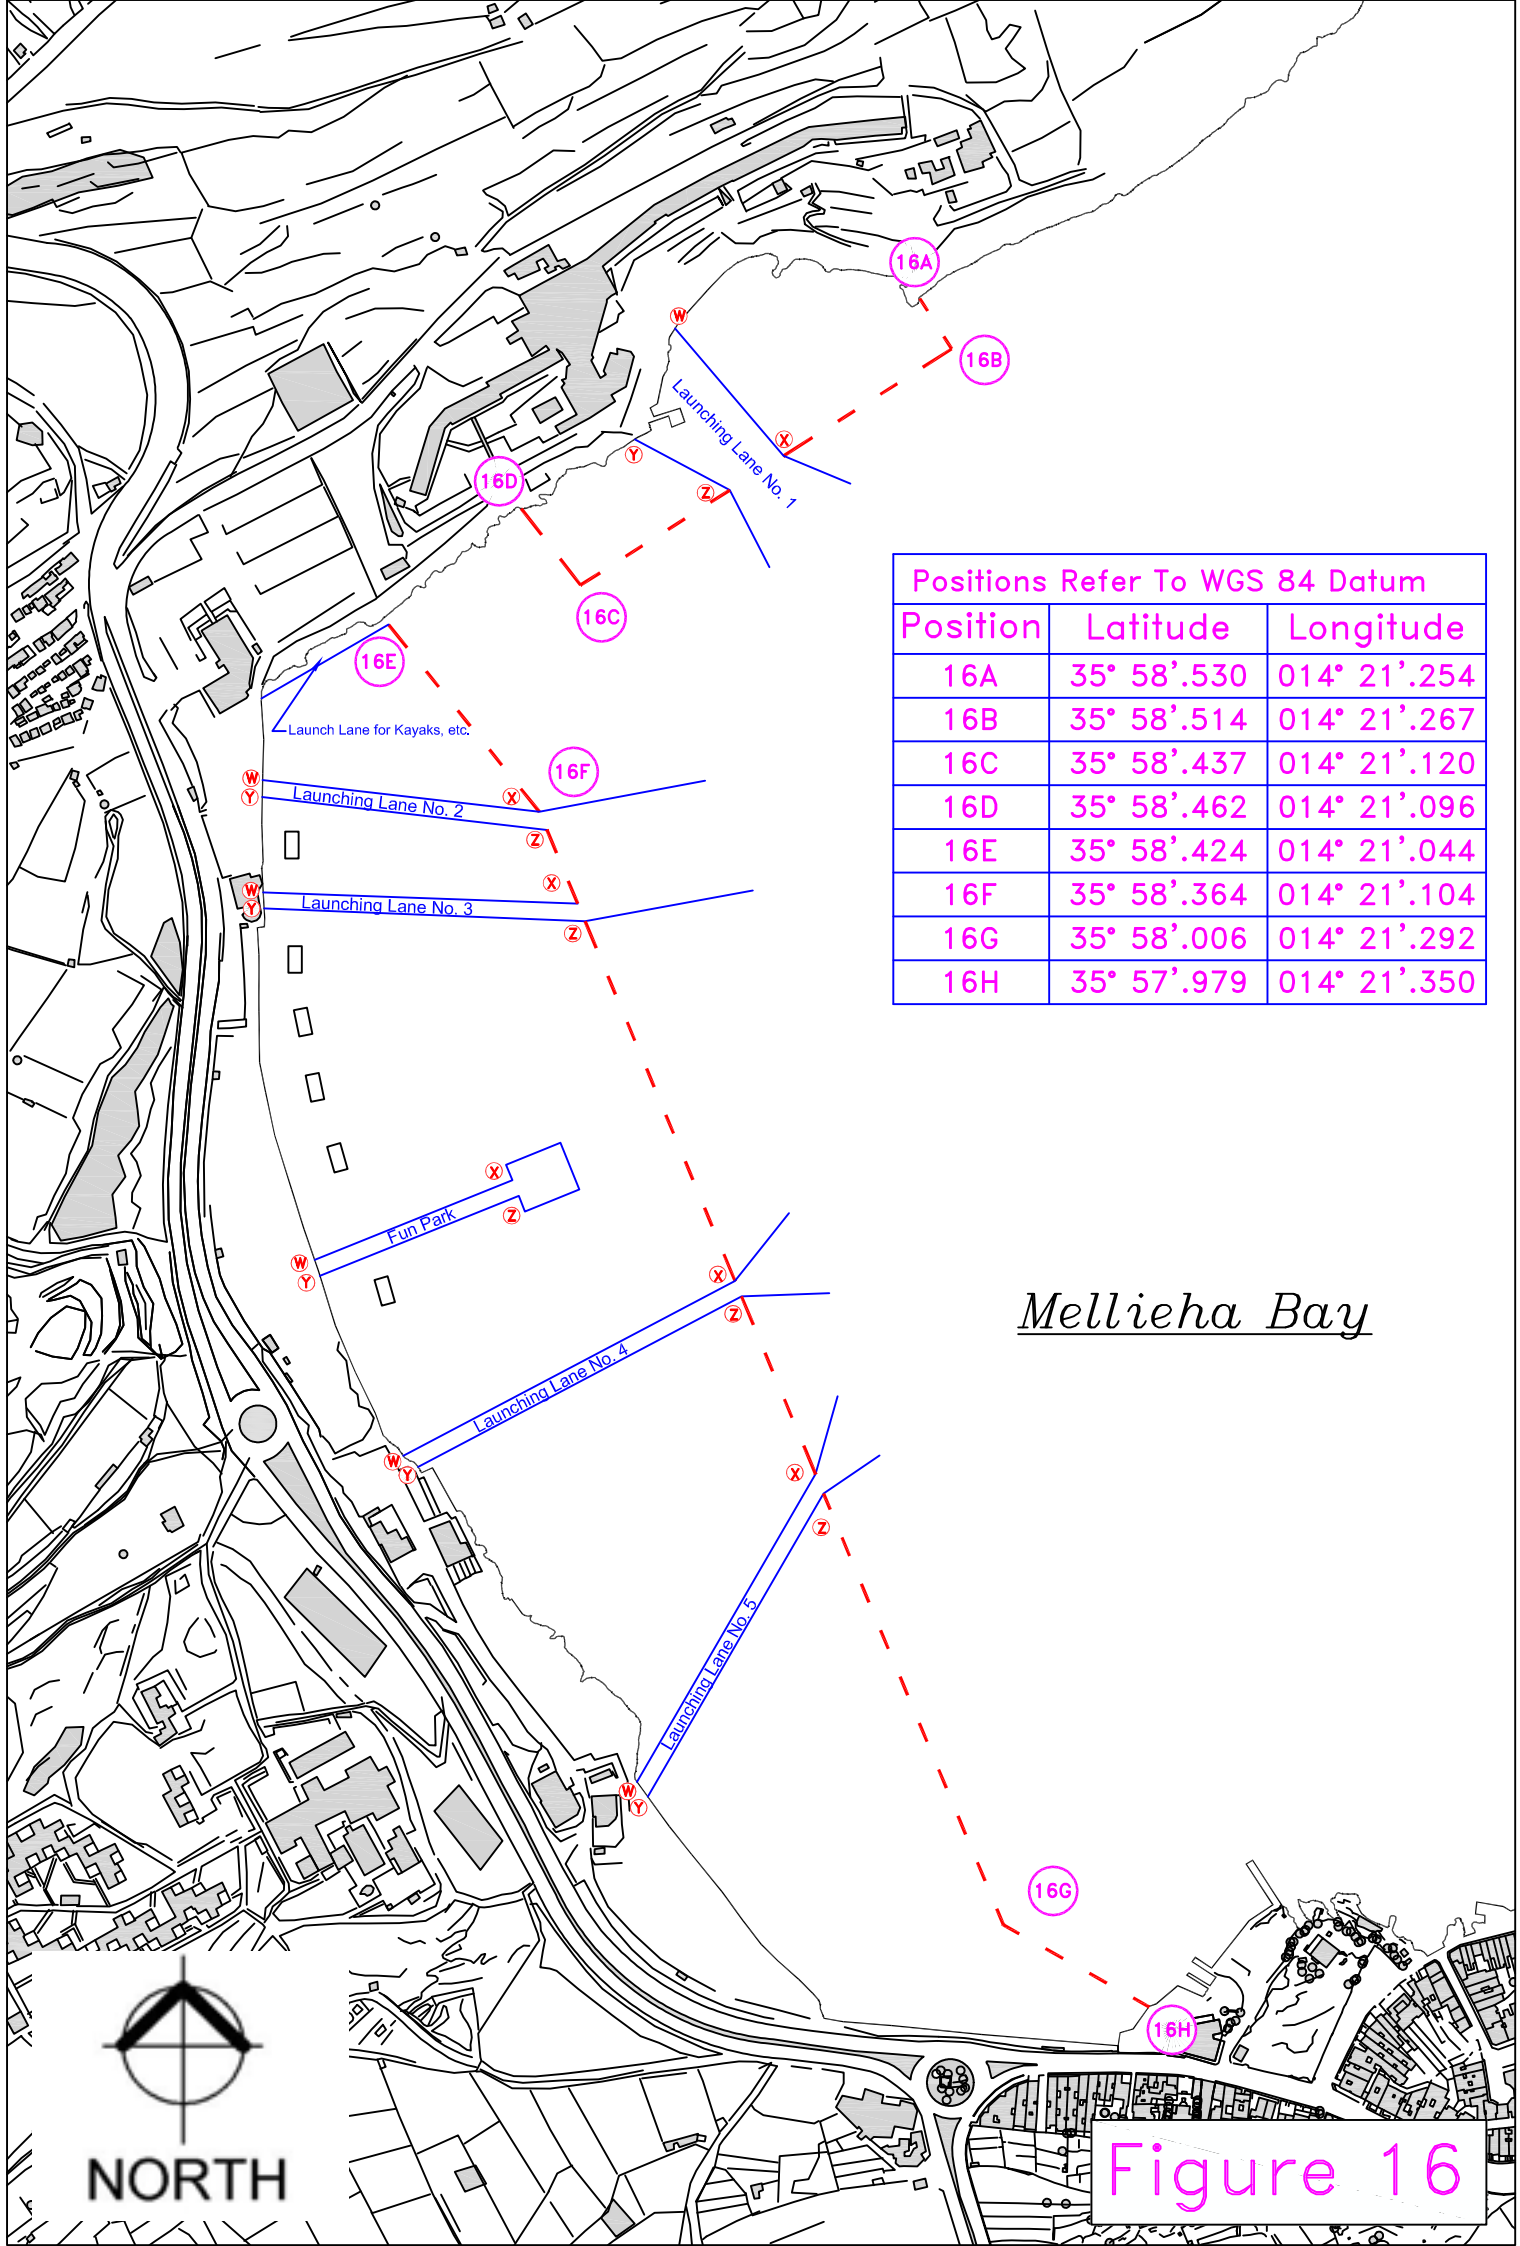 16A
W
16B
Launching Lane No. 1
X
Y
16D
Z
16C
16E
Launch Lane for Kayaks, etc.
16F
W
X
Y
Launching Lane No. 2
Z
X
W
Y
Launching Lane No. 3
Z
Positions Refer To WGS 84 Datum
Position Latitude Longitude
16A 35° 58'.530 014° 21'.254
16B 35° 58'.514 014° 21'.267
16C 35° 58'.437 014° 21'.120
16D 35° 58'.462 014° 21'.096
16E 35° 58'.424 014° 21'.044
16F 35° 58'.364 014° 21'.104
16G 35° 58'.006 014° 21'.292
16H 35° 57'.979 014° 21'.350
X
Z
Fun Park
W
Y
X
Z
Mellieha Bay
Launching Lane No. 4
W
Y
X
Z
Launching Lane No. 5
W
Y
16G
16H
NORTH
Figure 16